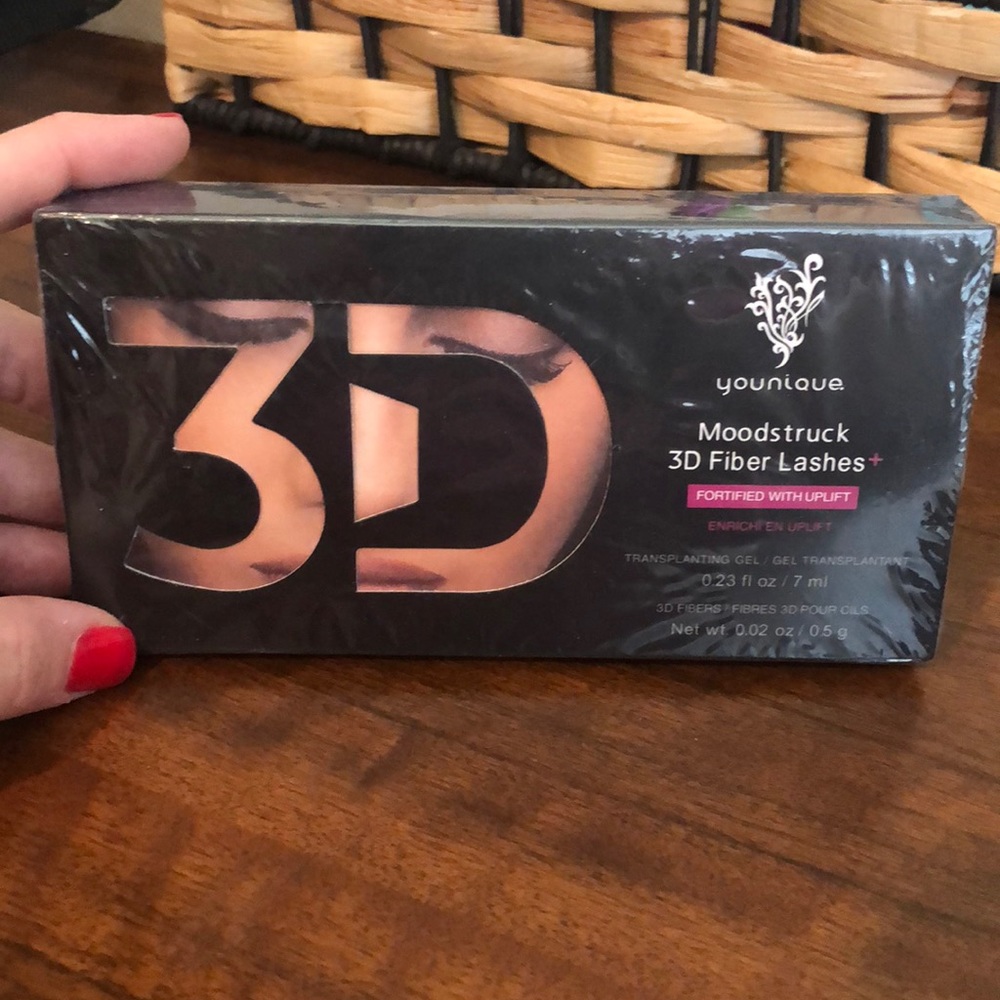 3D
younique
Moodstruck
3D Fiber Lashes+
FORTIFIED WITH UPLIFT
ENRICHI EN UPLIFT
TRANSPLANTING GEL / GEL TRANSPLANTANT
0.23 fl oz / 7 ml
3D FIBERS / FIBRES 3D POUR CILS
Net wt. 0.02 oz / 0.5 g